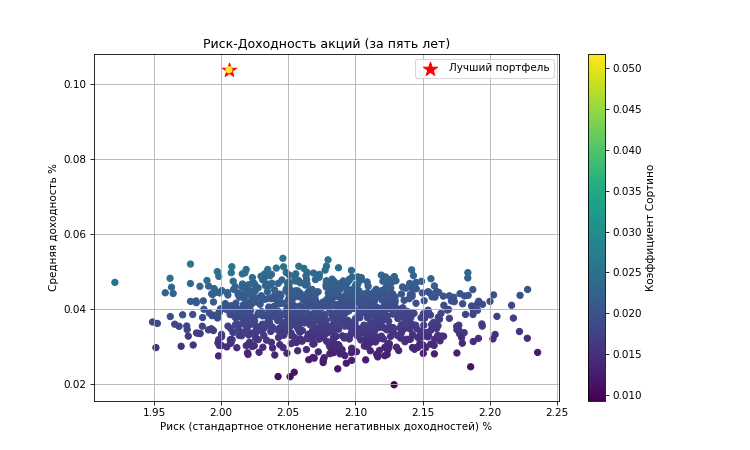 Риск-Доходность акций (за пять лет)
Лучший портфель
0.10
0.08
0.06
0.04
0.02
Средняя доходность %
1.95 2.00 2.05 2.10 2.15 2.20 2.25
Риск (стандартное отклонение негативных доходностей) %
0.050
0.045
0.040
0.035
0.030
0.025
0.020
0.015
0.010
Коэффициент Сортино